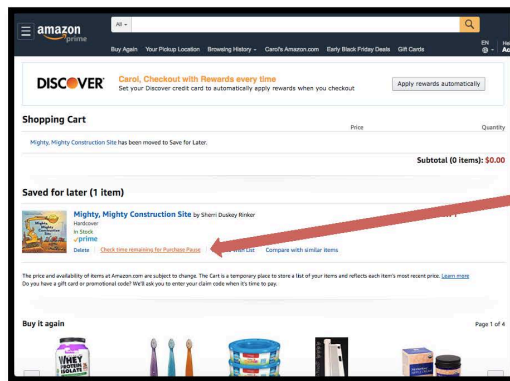 amazon
prime
All
Buy Again Your Pickup Location Browsing History Carol's Amazon.com Early Black Friday Deals Gift Cards
EN
DISCOVER
Carol, Checkout with Rewards every time
Set your Discover credit card to automatically apply rewards when you checkout
Apply rewards automatically
Shopping Cart
Price Quantity
Mighty, Mighty Construction Site has been moved to Save for Later.
Subtotal (0 items): $0.00
Saved for later (1 item)
Mighty, Mighty Construction Site by Sherri Duskey Rinker
Hardcover
In Stock
prime
Delete Check time remaining for Purchase Pause List Compare with similar items
The price and availability of items at Amazon.com are subject to change. The Cart is a temporary place to store a list of your items and reflects each item's most recent price. Learn more
Do you have a gift card or promotional code? We'll ask you to enter your claim code when it's time to pay.
Buy it again
Page 1 of 4
WHEY
PROTEIN
ISOLATE